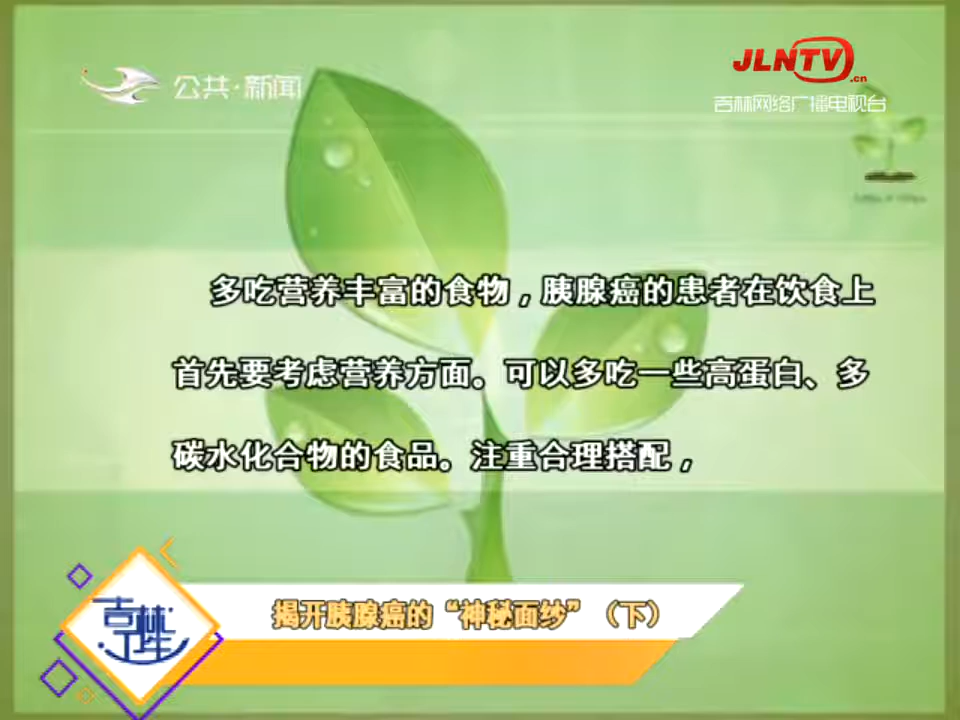 公共·新闻
JLNTV.cn
吉林网络广播电视台
多吃营养丰富的食物，胰腺癌的患者在饮食上
首先要考虑营养方面。可以多吃一些高蛋白、多
碳水化合物的食品。注重合理搭配，
揭开胰腺癌的“神秘面纱”（下）
吉林
卫生